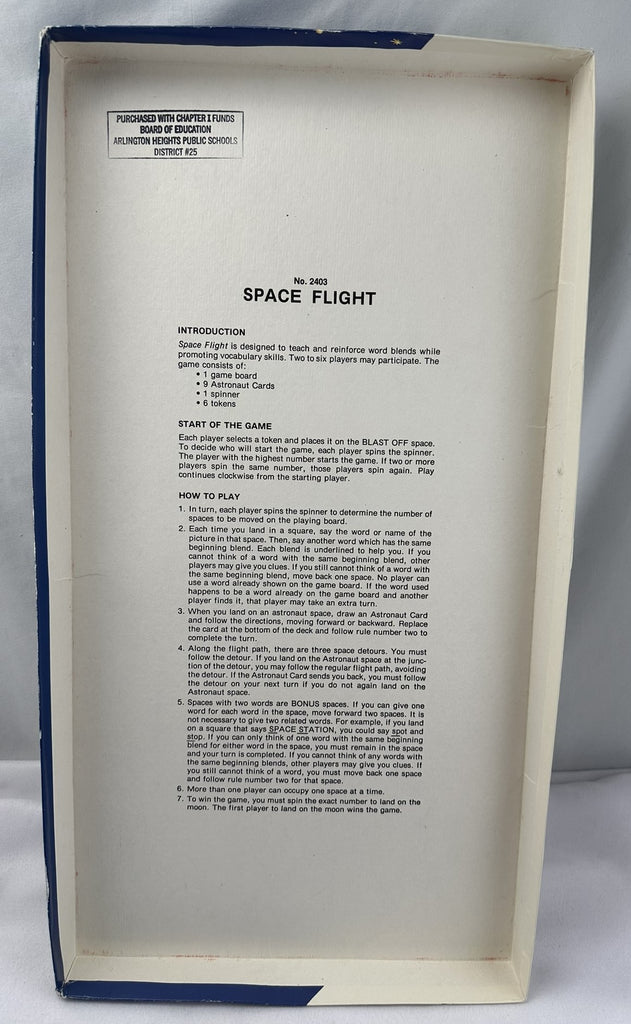 PURCHASED WITH CHAPTER I FUNDS
BOARD OF EDUCATION
ARLINGTON HEIGHTS PUBLIC SCHOOLS
DISTRICT #25
No. 2403
SPACE FLIGHT
INTRODUCTION
Space Flight is designed to teach and reinforce word blends while
promoting vocabulary skills. Two to six players may participate. The
game consists of:
• 1 game board
• 9 Astronaut Cards
• 1 spinner
• 6 tokens
START OF THE GAME
Each player selects a token and places it on the BLAST OFF space.
To decide who will start the game, each player spins the spinner.
The player with the highest number starts the game. If two or more
players spin the same number, those players spin again. Play
continues clockwise from the starting player.
HOW TO PLAY
1. In turn, each player spins the spinner to determine the number of
spaces to be moved on the playing board.
2. Each time you land in a square, say the word or name of the
picture in that space. Then, say another word which has the same
beginning blend. Each blend is underlined to help you. If you
cannot think of a word with the same beginning blend, other
players may give you clues. If you still cannot think of a word with
the same beginning blend, move back one space. No player can
use a word already shown on the game board. If the word used
happens to be a word already on the game board and another
player finds it, that player may take an extra turn.
3. When you land on an astronaut space, draw an Astronaut Card
and follow the directions, moving forward or backward. Replace
the card at the bottom of the deck and follow rule number two to
complete the turn.
4. Along the flight path, there are three space detours. You must
follow the detour. If you land on the Astronaut space at the junc-
tion of the detour, you may follow the regular flight path, avoiding
the detour. If the Astronaut Card sends you back, you must follow
the detour on your next turn if you do not again land on the
Astronaut space.
5. Spaces with two words are BONUS spaces. If you can give one
word for each word in the space, move forward two spaces. It is
not necessary to give two related words. For example, if you land
on a square that says SPACE STATION, you could say spot and
stop. If you can only think of one word with the same beginning
blend for either word in the space, you must remain in the space
and your turn is completed. If you cannot think of any words with
the same beginning blends, other players may give you clues. If
you still cannot think of a word, you must move back one space
and follow rule number two for that space.
6. More than one player can occupy one space at a time.
7. To win the game, you must spin the exact number to land on the
moon. The first player to land on the moon wins the game.